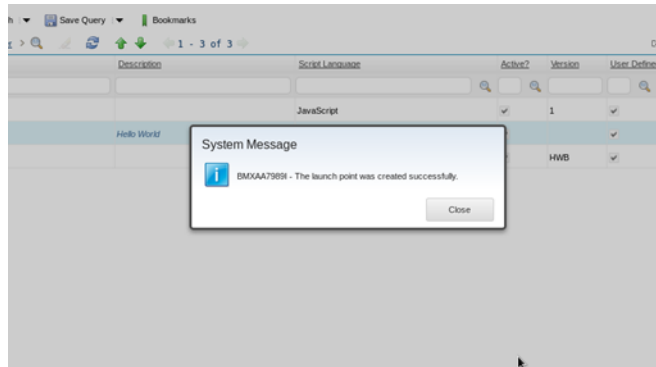 h Save Query Bookmarks
> 1 - 3 of 3
Description Script Language Active? Version User Define
JavaScript 1
Hello World
HWB
System Message
BMXAA7989I - The launch point was created successfully.
Close